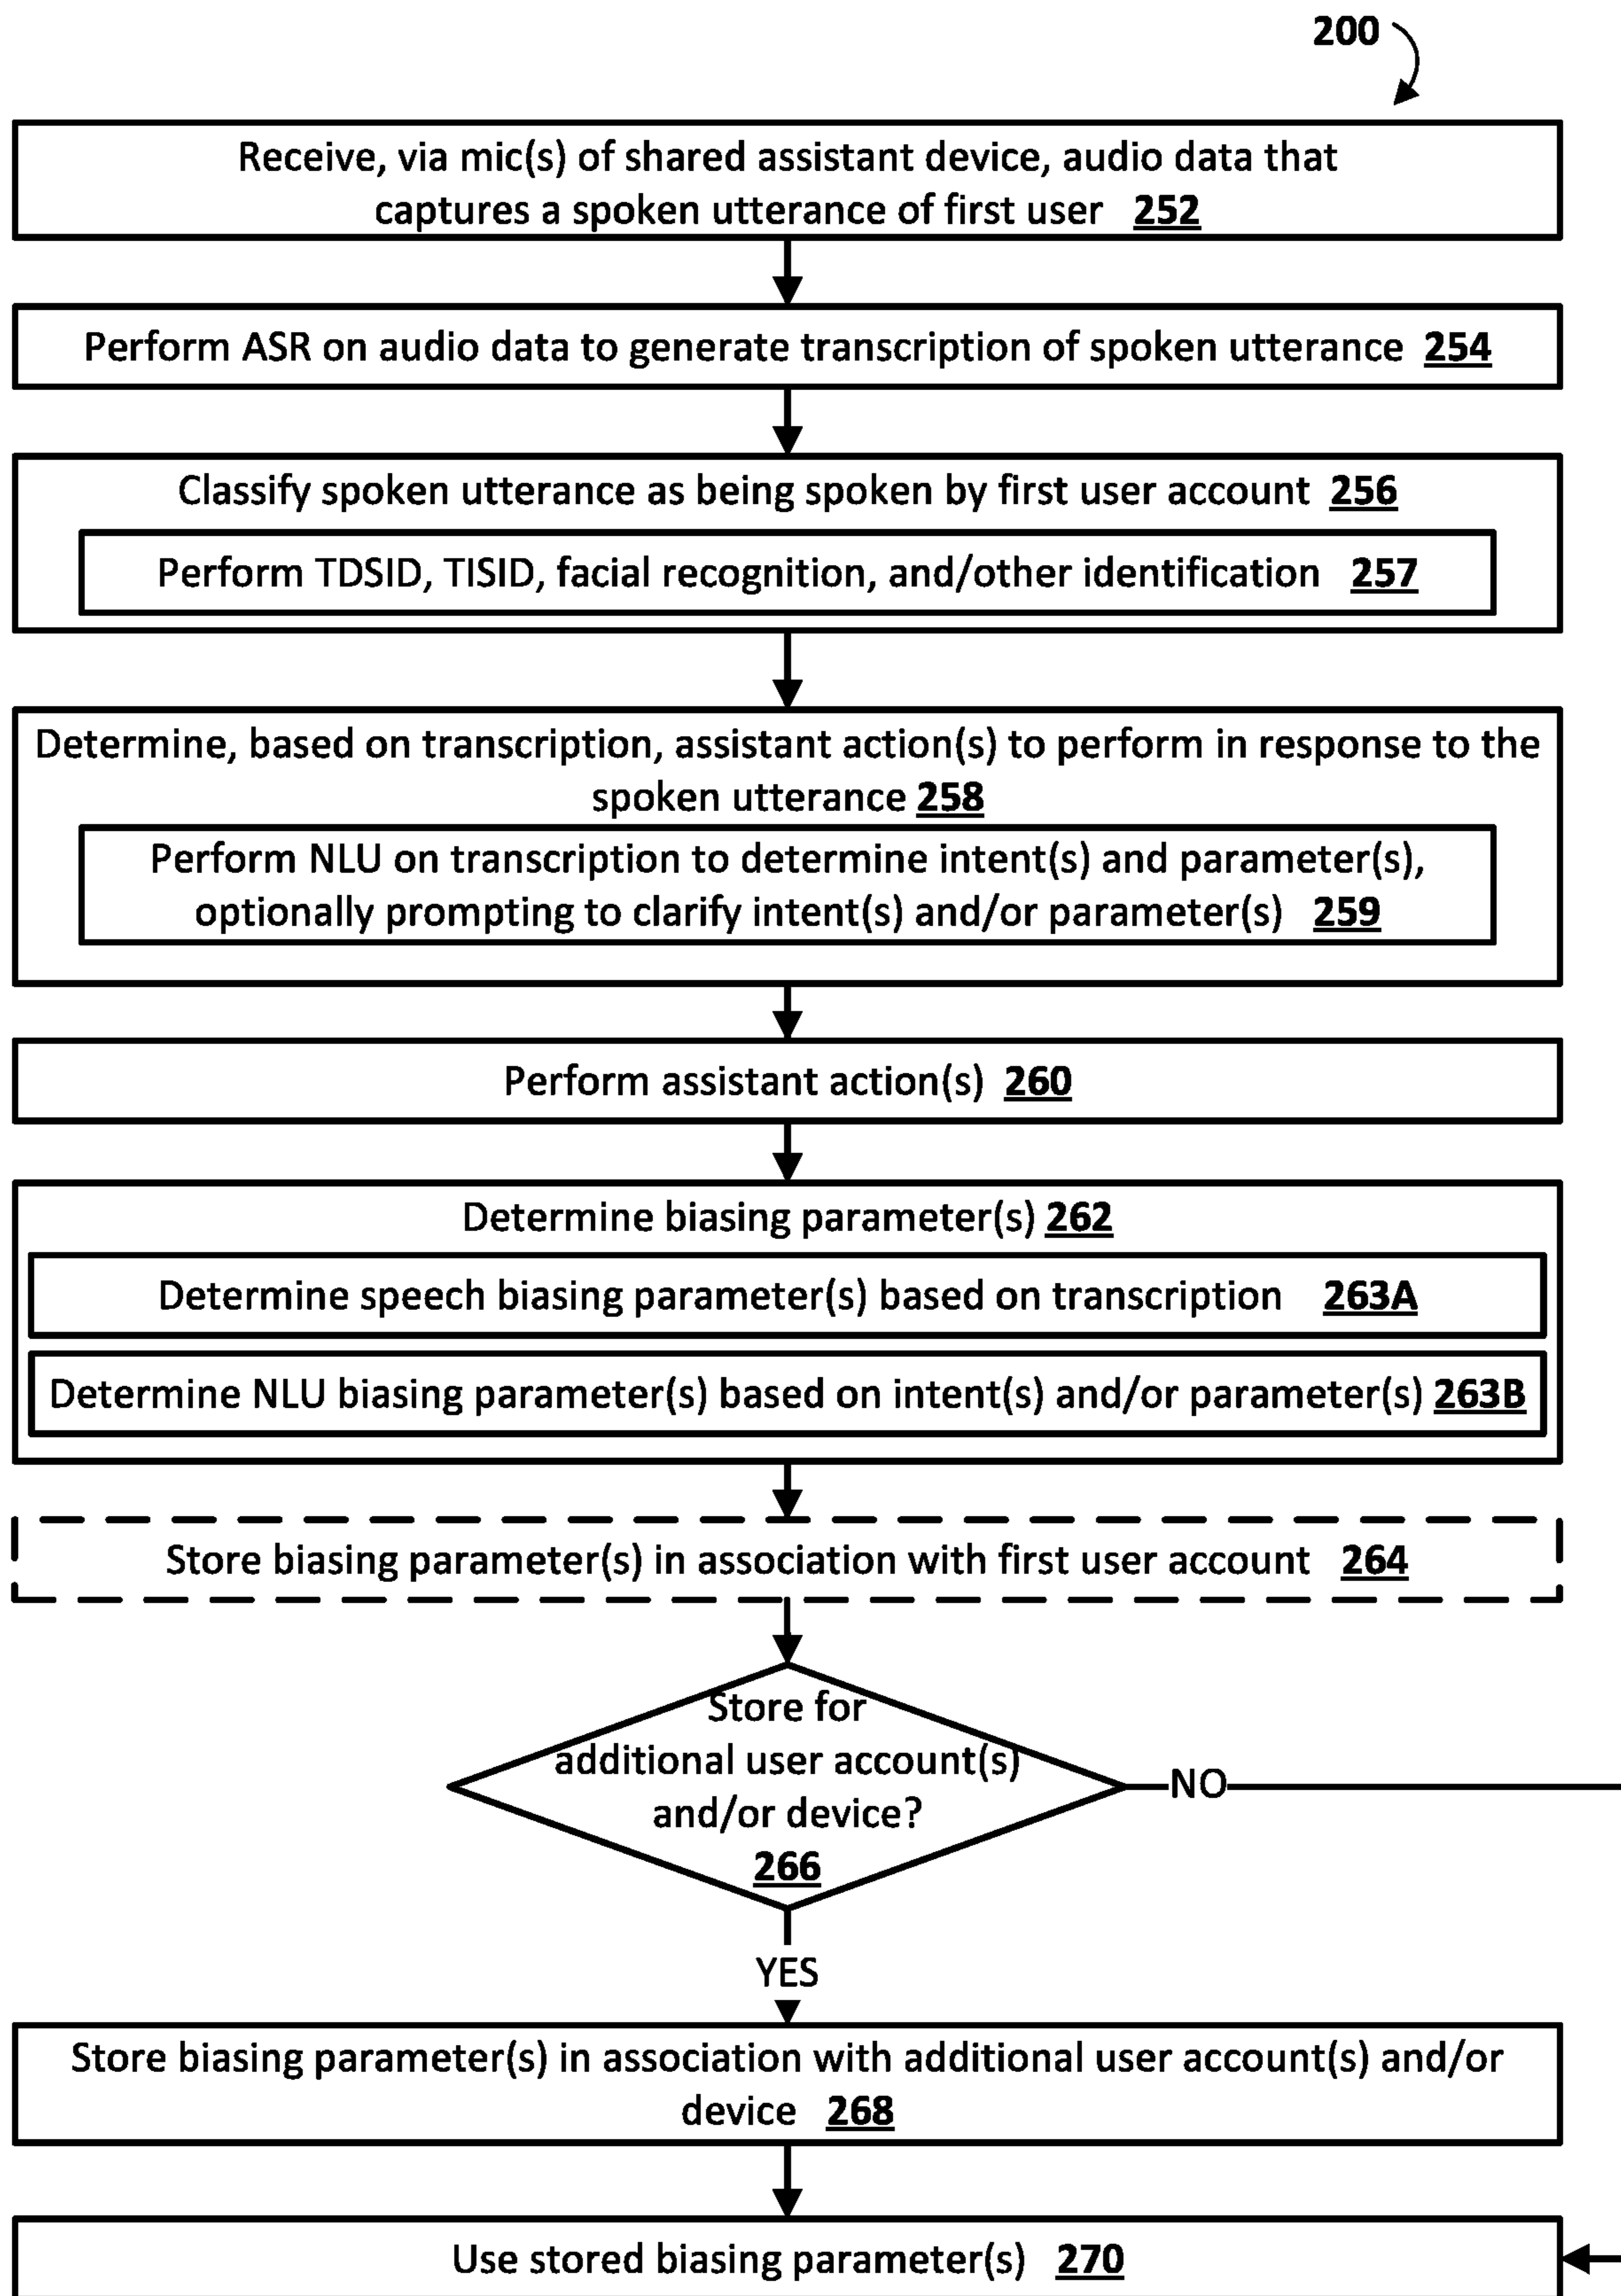 200
Receive, via mic(s) of shared assistant device, audio data that
captures a spoken utterance of first user 252
Perform ASR on audio data to generate transcription of spoken utterance 254
Classify spoken utterance as being spoken by first user account 256
Perform TDSID, TISID, facial recognition, and/other identification 257
Determine, based on transcription, assistant action(s) to perform in response to the
spoken utterance 258
Perform NLU on transcription to determine intent(s) and parameter(s),
optionally prompting to clarify intent(s) and/or parameter(s) 259
Perform assistant action(s) 260
Determine biasing parameter(s) 262
Determine speech biasing parameter(s) based on transcription 263A
Determine NLU biasing parameter(s) based on intent(s) and/or parameter(s) 263B
Store biasing parameter(s) in association with first user account 264
Store for
additional user account(s)
and/or device?
266
NO
YES
Store biasing parameter(s) in association with additional user account(s) and/or
device 268
Use stored biasing parameter(s) 270